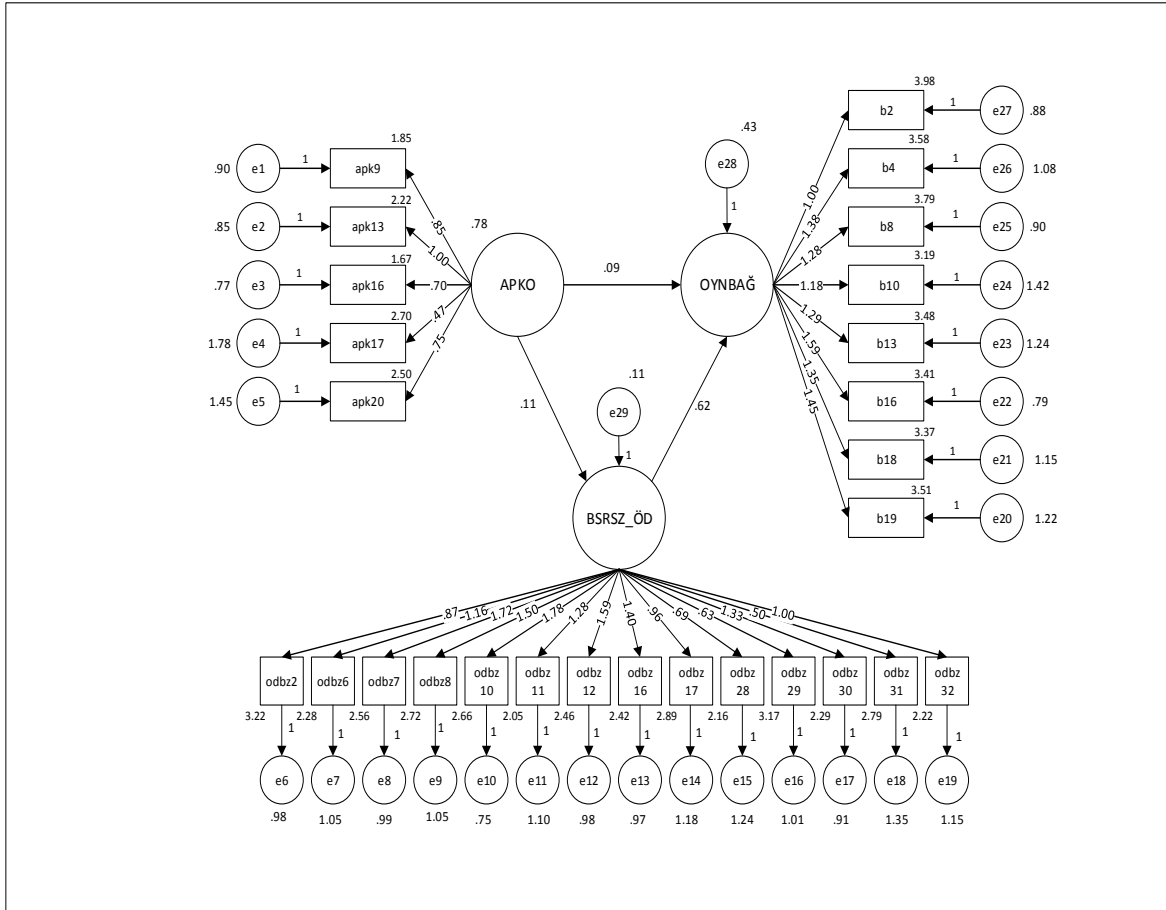 3.98
b2
1
e27
.88
.43
3.58
e28
b4
1
e26
1.08
1.85
.90
e1
1
apk9
1.00
2.22
3.79
.85
e2
1
apk13
.85
1
1.38
b8
1
e25
.90
.78
1.00
1.28
1.67
3.19
.77
e3
1
apk16
.70
APKO
.09
OYNBAĞ
1.18
b10
1
e24
1.42
.47
2.70
1.29
3.48
1.78
e4
1
apk17
.75
1.59
b13
1
e23
1.24
2.50
1.35
3.41
1.45
e5
1
apk20
.11
.11
e29
.62
1.45
b16
1
e22
.79
3.37
1
b18
1
e21
1.15
3.51
BSRSZ_ÖD
b19
1
e20
1.22
.87
1.16
1.72
1.50
1.78
1.28
1.59
1.40
.96
.69
.63
1.33
.50
1.00
odbz2
odbz6
odbz7
odbz8
odbz
10
odbz
11
odbz
12
odbz
16
odbz
17
odbz
28
odbz
29
odbz
30
odbz
31
odbz
32
3.22
2.28
2.56
2.72
2.66
2.05
2.46
2.42
2.89
2.16
3.17
2.29
2.79
2.22
1
1
1
1
1
1
1
1
1
1
1
1
1
1
e6
e7
e8
e9
e10
e11
e12
e13
e14
e15
e16
e17
e18
e19
.98
1.05
.99
1.05
.75
1.10
.98
.97
1.18
1.24
1.01
.91
1.35
1.15